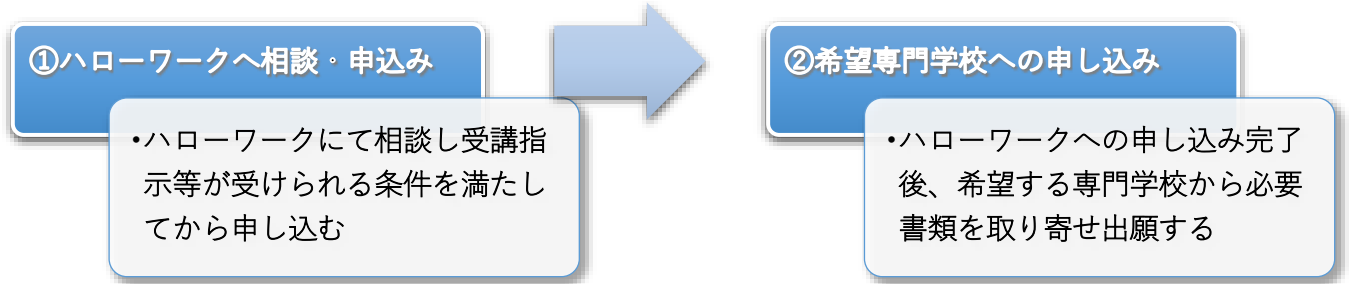 ①ハローワークへ相談・申込み
•ハローワークにて相談し受講指
示等が受けられる条件を満たし
てから申し込む
②希望専門学校への申し込み
•ハローワークへの申し込み完了
後、希望する専門学校から必要
書類を取り寄せ出願する